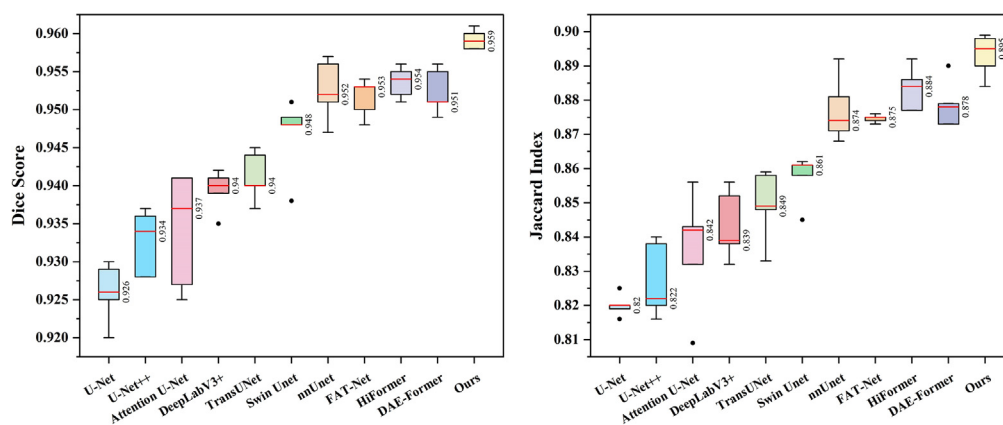 Dice Score
0.960
0.955
0.950
0.945
0.940
0.935
0.930
0.925
0.920
0.926
0.934
0.937
0.94
0.94
0.948
0.952
0.953
0.954
0.951
0.959
U-Net
U-Net++
Attention U-Net
DeepLabV3+
TransUNet
Swin Unet
nnUnet
FAT-Net
HiFormer
DAE-Former
Ours
Jaccard Index
0.90
0.89
0.88
0.87
0.86
0.85
0.84
0.83
0.82
0.81
0.82
0.822
0.842
0.839
0.849
0.861
0.874
0.875
0.884
0.878
0.895
U-Net
U-Net++
Attention U-Net
DeepLabV3+
TransUNet
Swin Unet
nnUnet
FAT-Net
HiFormer
DAE-Former
Ours